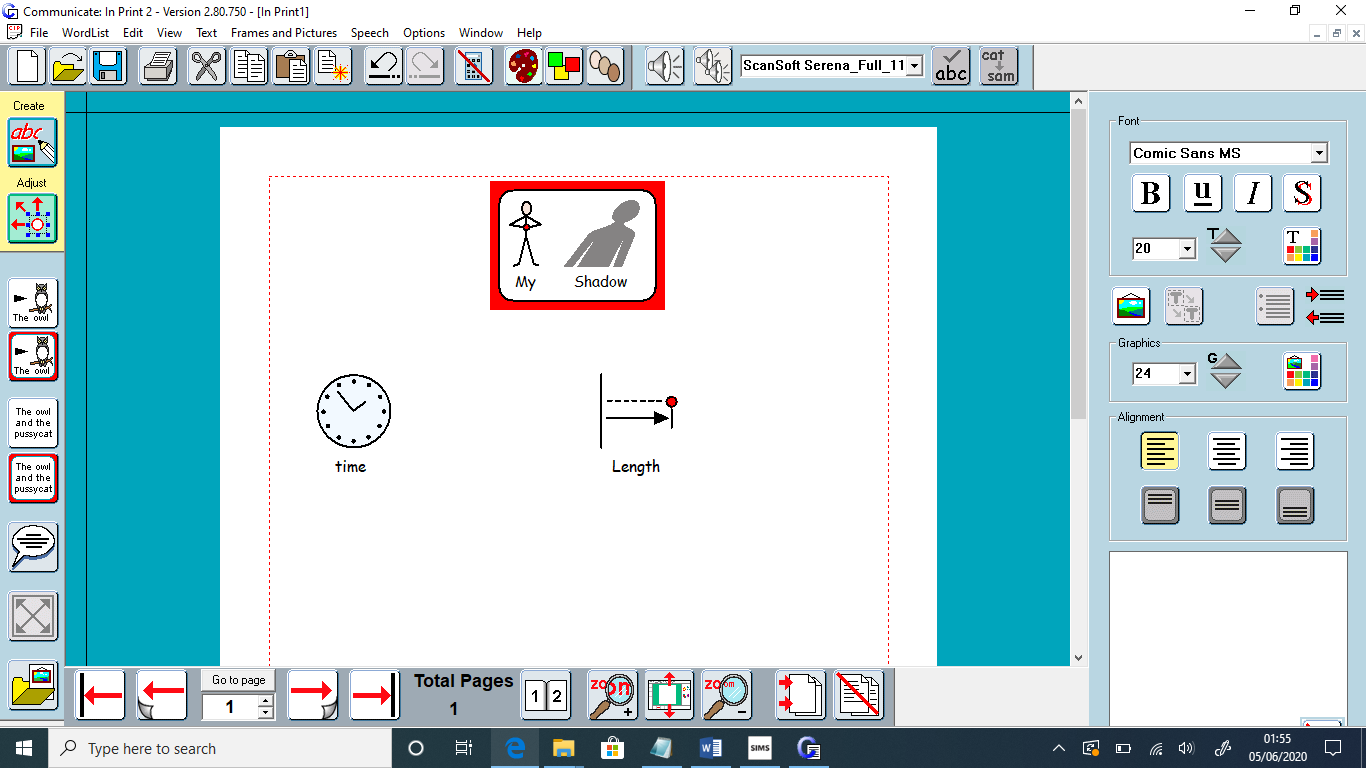 Communicate: In Print 2 - Version 2.80.750 - [In Print1]
File WordList Edit View Text Frames and Pictures Speech Options Window Help
ScanSoft Serena_Full_11
abc
cat
sam
Create
abc
Adjust
The owl
The owl
The owl
and the
pussycat
The owl
and the
pussycat
My Shadow
time Length
Font
Comic Sans MS
B u I S
20 T T
T T
Graphics
24 G
Alignment
Go to page
1
Total Pages
1
1 2
zoom +
zoom -
Type here to search
W SIMS
01:55
05/06/2020